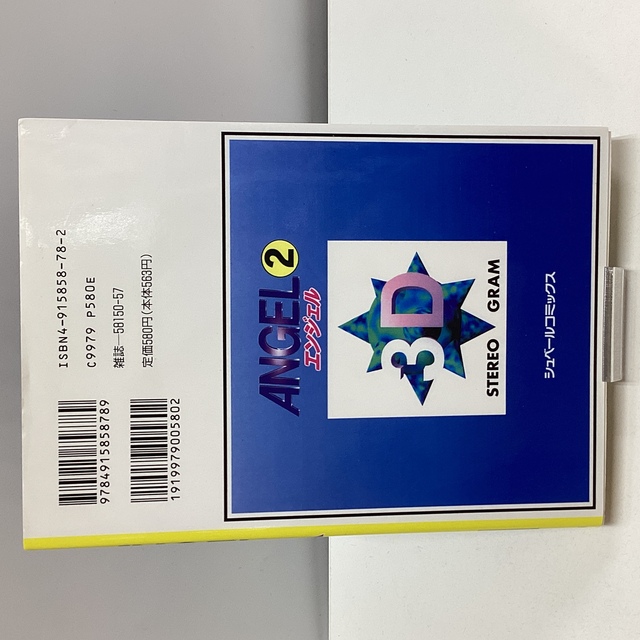 ISBN4-915858-78-2
C9979 P580E
雑誌—58150-57
定価580円(本体563円)
9784915858789
1919979005802
ANGEL 2
エンジェル
3D
STEREO GRAM
シュベールコミックス